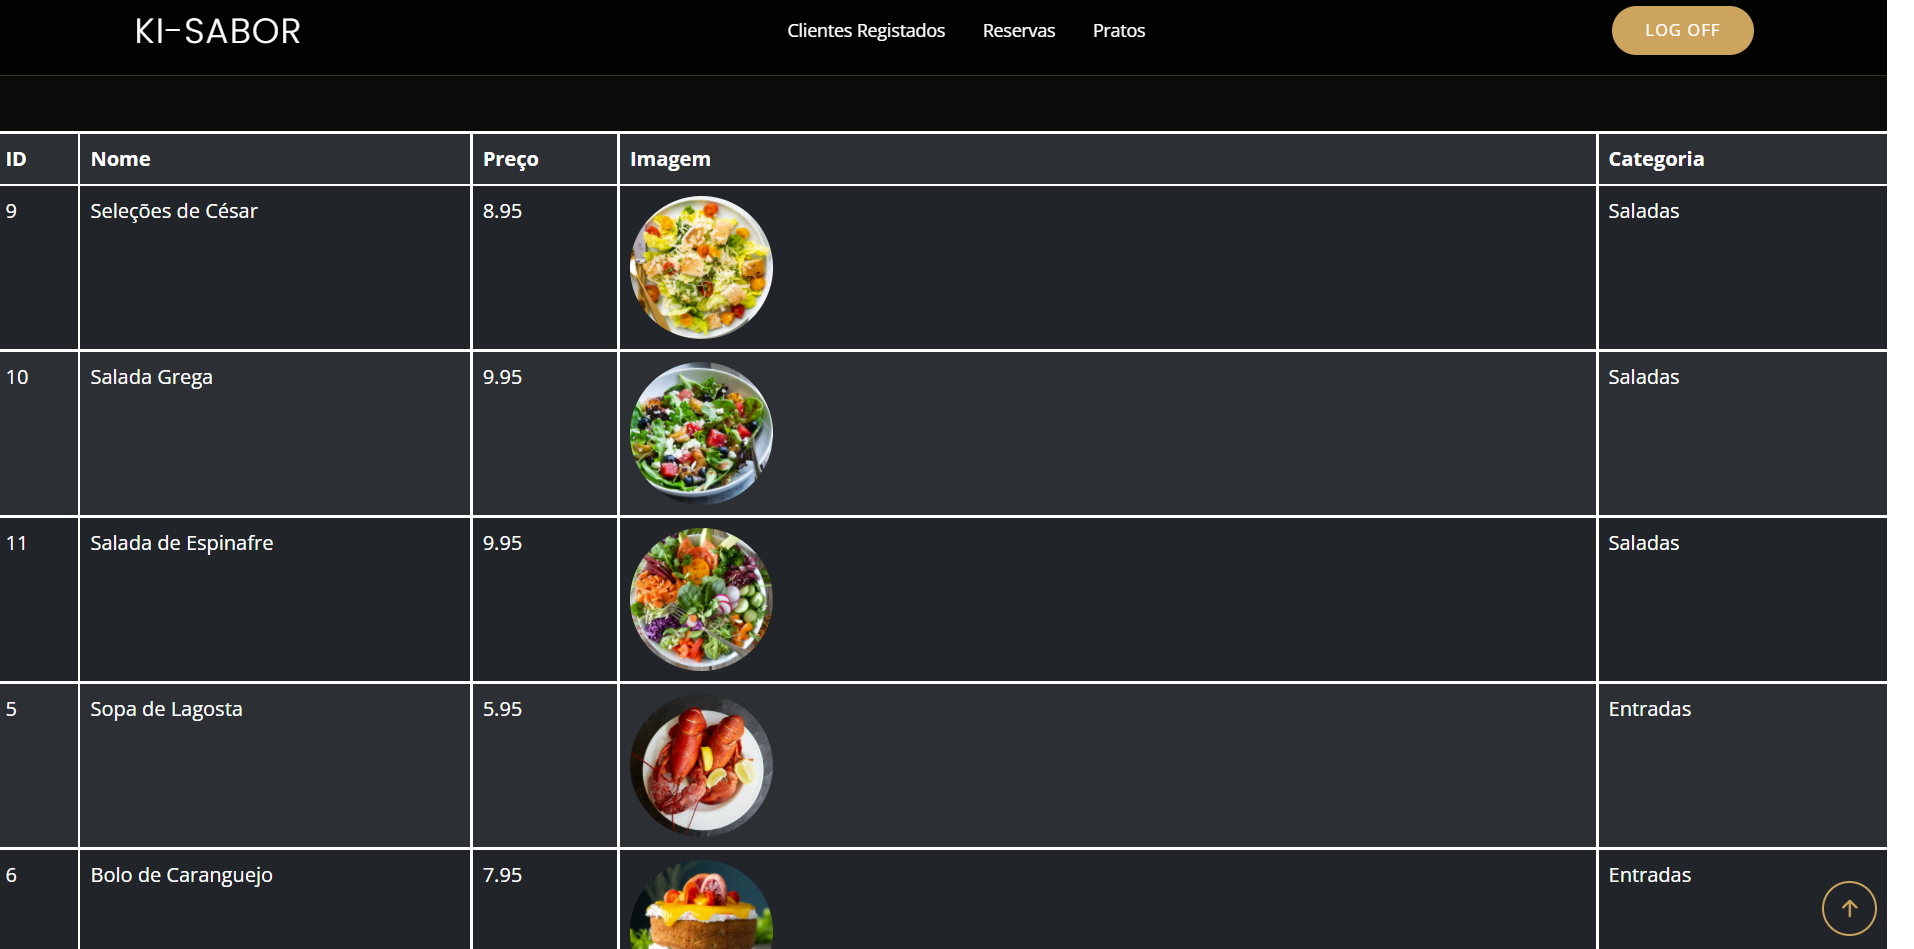 KI-SABOR
Clientes Registados Reservas Pratos
LOG OFF
ID Nome Preço Imagem Categoria
9 Seleções de César 8.95 Saladas
10 Salada Grega 9.95 Saladas
11 Salada de Espinafre 9.95 Saladas
5 Sopa de Lagosta 5.95 Entradas
6 Bolo de Caranguejo 7.95 Entradas